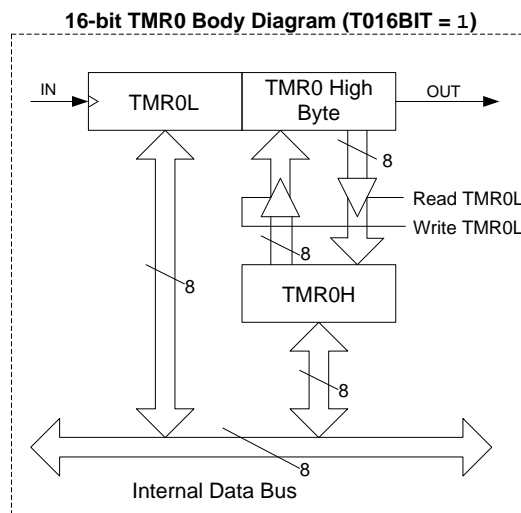 16-bit TMR0 Body Diagram (T016BIT = 1)
IN
TMR0L
TMR0 High
Byte
OUT
8
Read TMR0L
Write TMR0L
8
8
TMR0H
8
8
Internal Data Bus